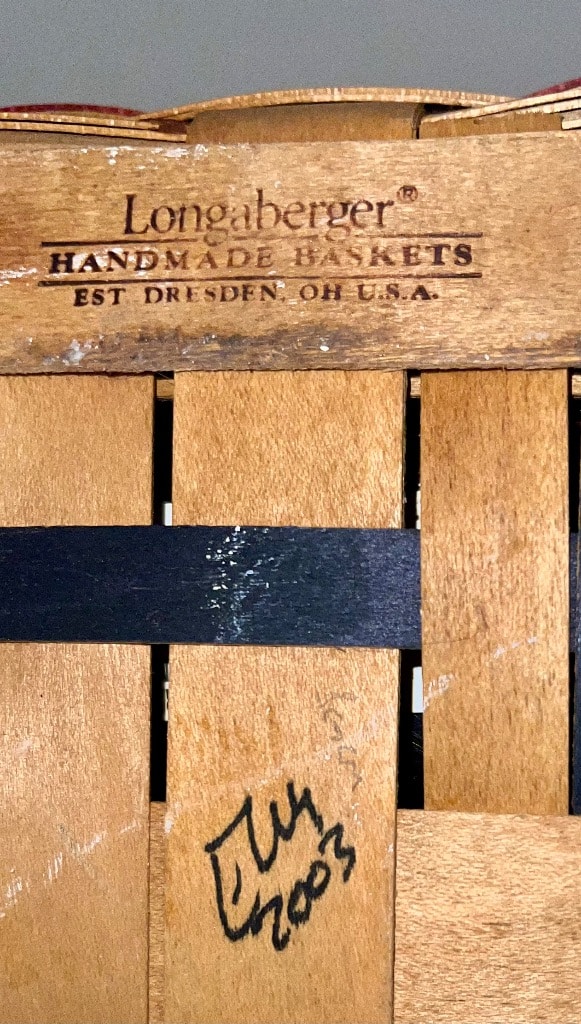 Longaberger®
HANDMADE BASKETS
EST DRESDEN, OH U.S.A.
2003